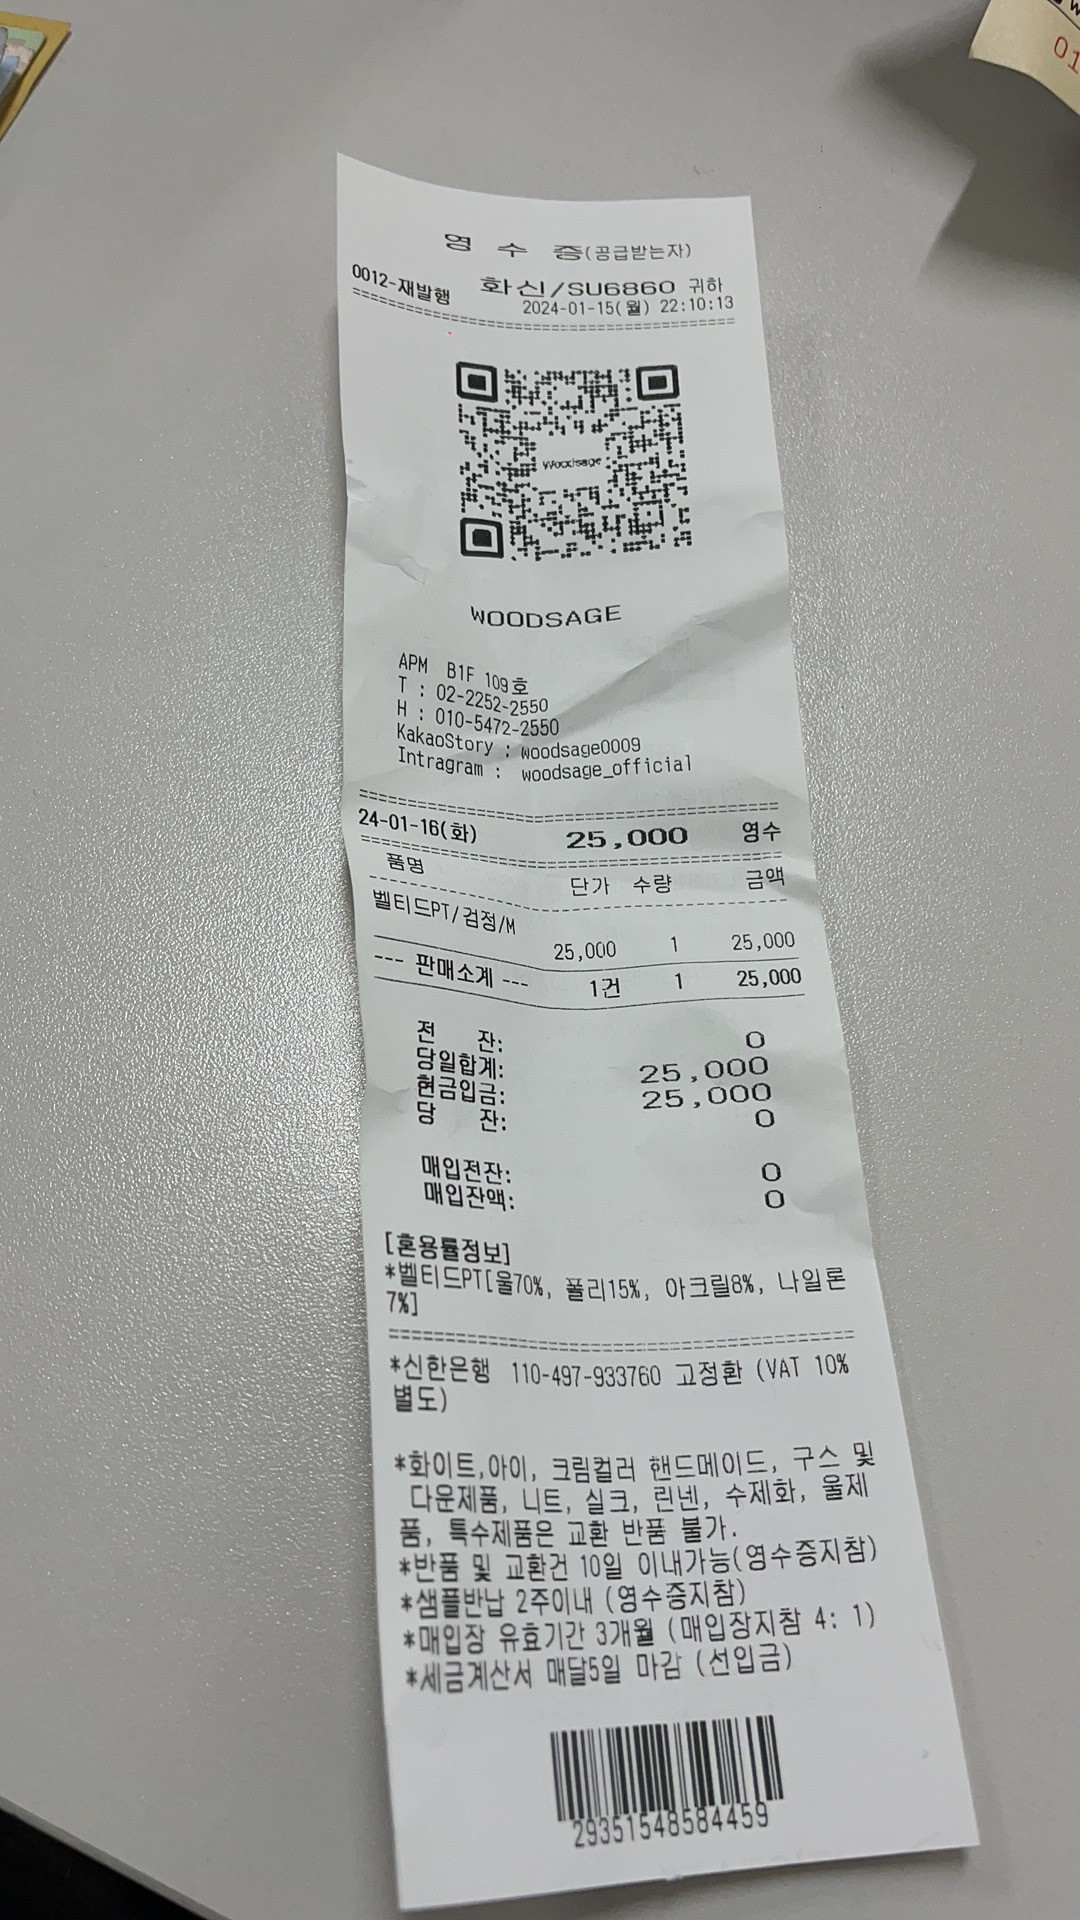 영 수 증(공급받는자)
0012-재발행 화신/SU6860 귀하
2024-01-15(월) 22:10:13
Woodsage
WOODSAGE
APM B1F 109호
T : 02-2252-2550
H : 010-5472-2550
KakaoStory : woodsage0009
Intragram : woodsage_official
24-01-16(화) 25,000 영수
품명 단가 수량 금액
벨티드PT/검정/M
25,000 1 25,000
--- 판매소계 --- 1건 1 25,000
전 잔: 0
당일합계: 25,000
현금입금: 25,000
당 잔: 0
매입전잔: 0
매입잔액: 0
[혼용률정보]
*벨티드PT[울70%, 폴리15%, 아크릴8%, 나일론
7%]
*신한은행 110-497-933760 고정환 (VAT 10%
별도)
*화이트,아이, 크림컬러 핸드메이드, 구스 및
다운제품, 니트, 실크, 린넨, 수제화, 울제
품, 특수제품은 교환 반품 불가.
*반품 및 교환건 10일 이내가능(영수증지참)
*샘플반납 2주이내 (영수증지참)
*매입장 유효기간 3개월 (매입장지참 4: 1)
*세금계산서 매달5일 마감 (선입금)
29351548584459
01